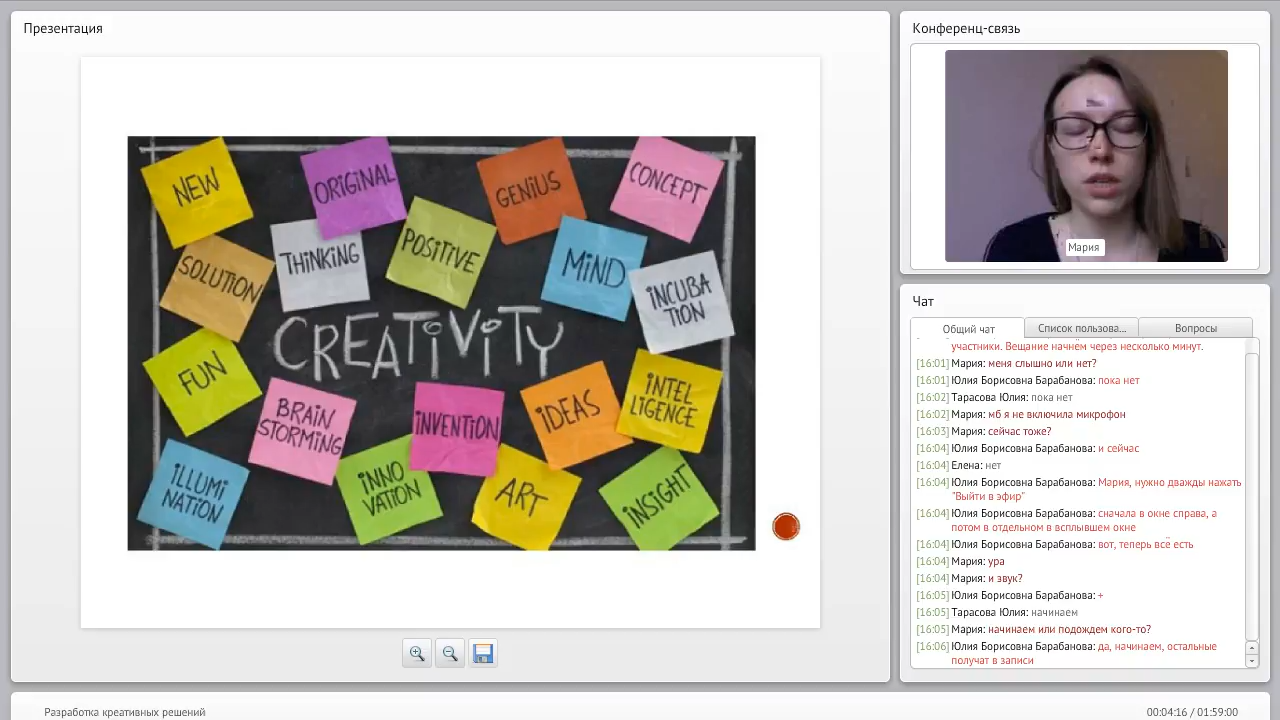 Презентация
NEW
ORIGINAL
GENIUS
CONCEPT
SOLUTION
THINKING
POSITIVE
MIND
INCUBA
TION
CREATIVITY
FUN
BRAIN
STORMING
INVENTION
IDEAS
INTEL
LIGENCE
ILLUMI
NATION
INNO
VATION
ART
INSIGHT
Конференц-связь
Мария
Чат
Общий чат
Список пользова...
Вопросы
участники. Вещание начнём через несколько минут.
[16:01] Мария: меня слышно или нет?
[16:01] Юлия Борисовна Барабанова: пока нет
[16:02] Тарасова Юлия: пока нет
[16:02] Мария: мб я не включила микрофон
[16:03] Мария: сейчас тоже?
[16:04] Юлия Борисовна Барабанова: и сейчас
[16:04] Елена: нет
[16:04] Юлия Борисовна Барабанова: Мария, нужно дважды нажать
"Выйти в эфир"
[16:04] Юлия Борисовна Барабанова: сначала в окне справа, а
потом в отдельном в всплывшем окне
[16:04] Юлия Борисовна Барабанова: вот, теперь всё есть
[16:04] Мария: ура
[16:04] Мария: и звук?
[16:05] Юлия Борисовна Барабанова: +
[16:05] Тарасова Юлия: начинаем
[16:05] Мария: начинаем или подождем кого-то?
[16:06] Юлия Борисовна Барабанова: да, начинаем, остальные
получат в записи
Разработка креативных решений
00:04:16 / 01:59:00